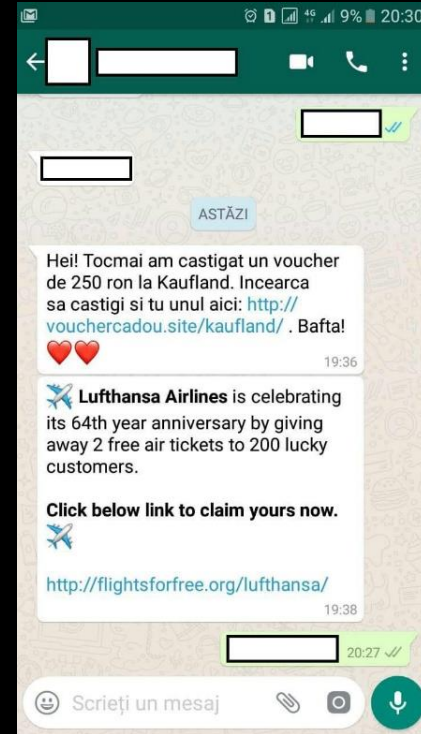 1 4G 9% 20:30
ASTĂZI
Hei! Tocmai am castigat un voucher
de 250 ron la Kaufland. Incearca
sa castigi si tu unul aici: http://
vouchercadou.site/kaufland/ . Bafta!
19:36
Lufthansa Airlines is celebrating
its 64th year anniversary by giving
away 2 free air tickets to 200 lucky
customers.
Click below link to claim yours now.
http://flightsforfree.org/lufthansa/
19:38
20:27
Scrieți un mesaj